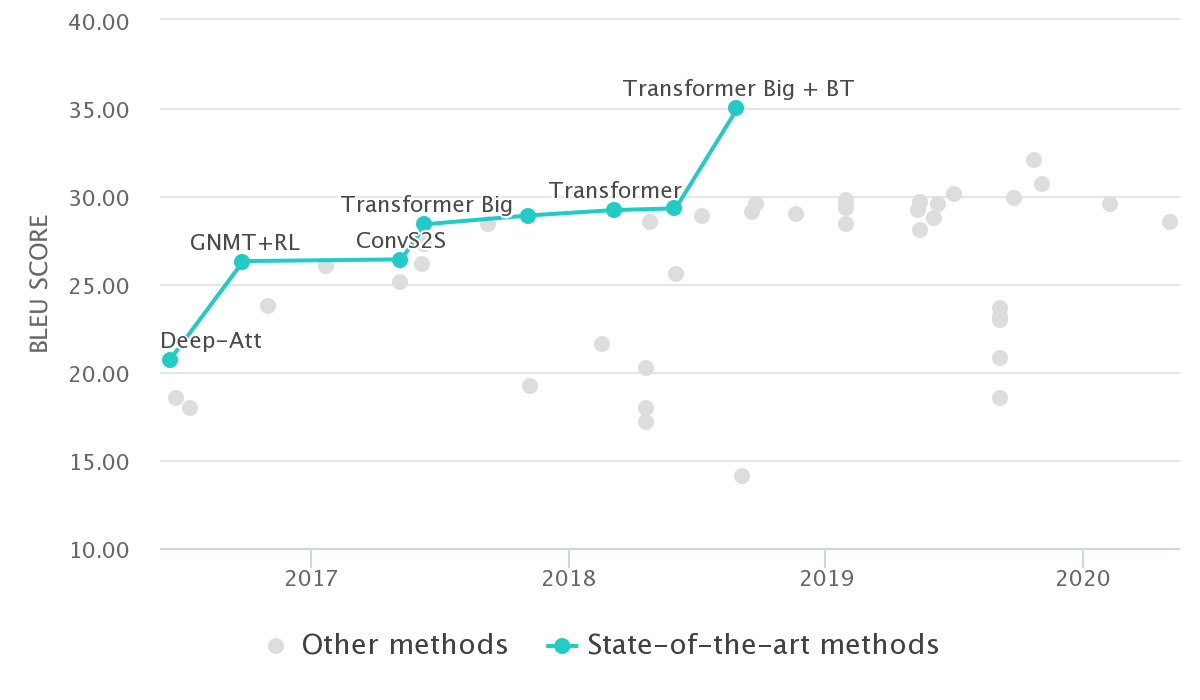 40.00
Transformer Big + BT
35.00
30.00
Transformer
Transformer Big
GNMT+RL
ConvS2S
25.00
Deep-Att
20.00
15.00
10.00
BLEU SCORE
2017
2018
2019
2020
Other methods
State-of-the-art methods